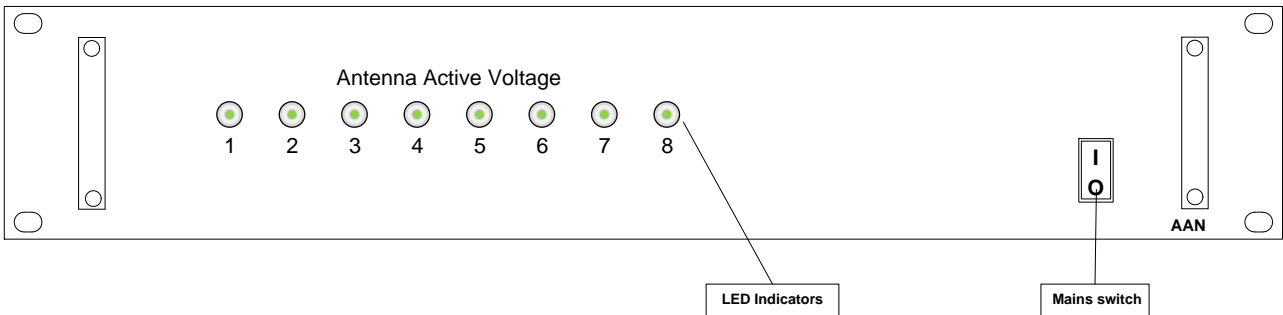 Antenna Active Voltage
1 2 3 4 5 6 7 8
I
O
AAN
LED Indicators
Mains switch